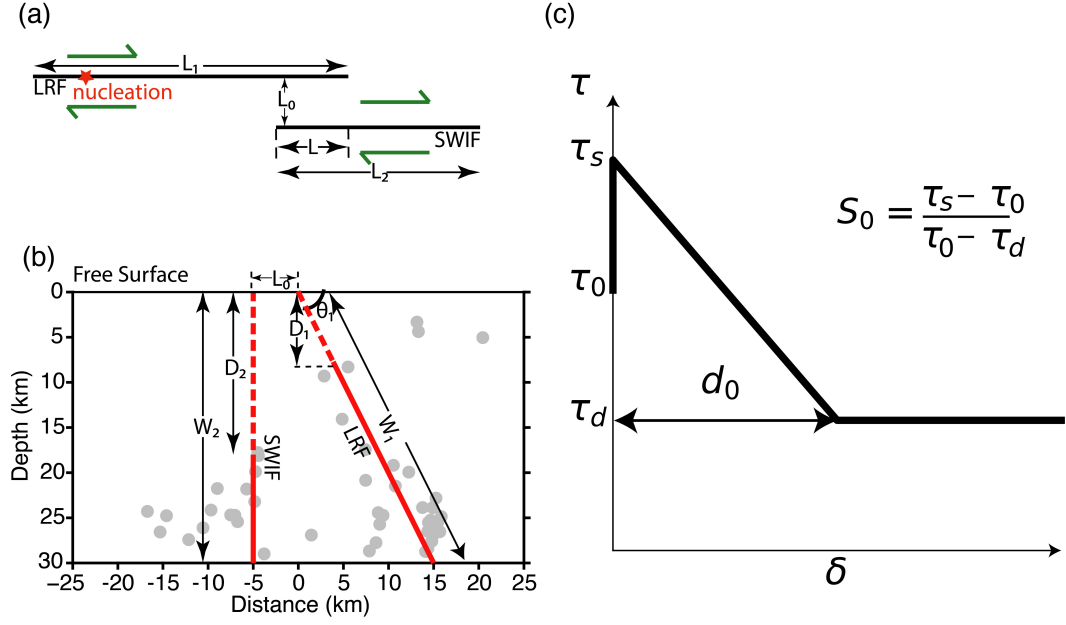 (a)
L₁
LRF
nucleation
L₀
SWIF
L
L₂
(b)
Free Surface
L₀
0
5
10
15
20
25
30
Depth (km)
θ₁
D₁
D₂
W₂
W₁
SWIF
LRF
−25
-20
-15
-10
-5
0
5
10
15
20
25
Distance (km)
(c)
τ
τs
τ0
τd
d0
S0 = τs − τ0 / τ0 − τd
δ